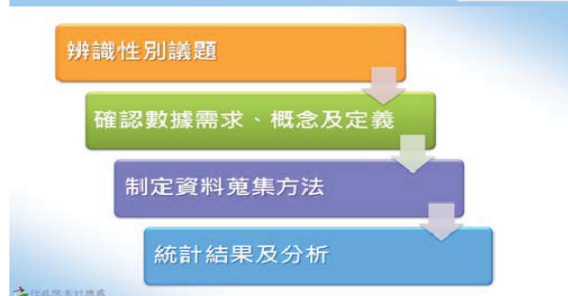 辨識性別議題
確認數據需求、概念及定義
制定資料蒐集方法
統計結果及分析